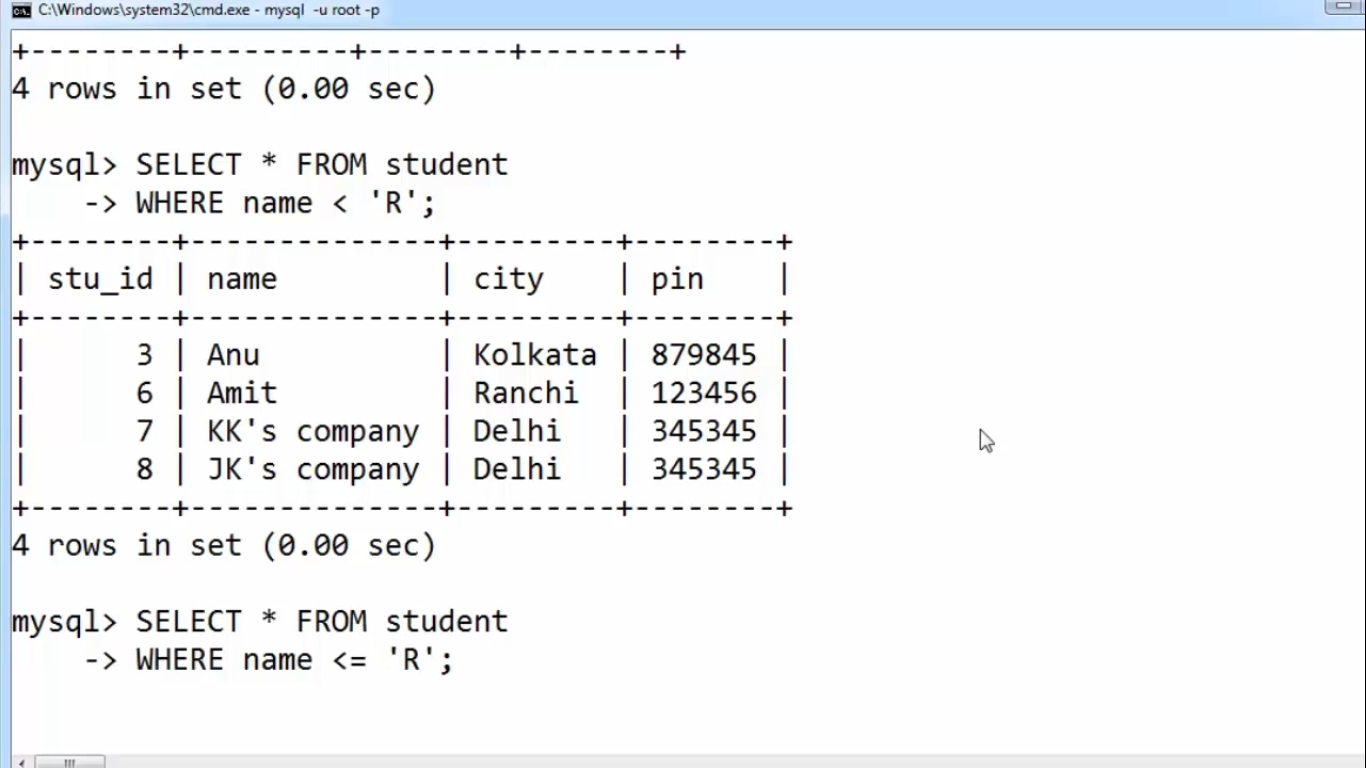 C:\Windows\system32\cmd.exe - mysql  -u root -p
+--------+---------+--------+--------+
4 rows in set (0.00 sec)
mysql> SELECT * FROM student
    -> WHERE name < 'R';
+--------+--------------+---------+--------+
| stu_id | name         | city    | pin    |
+--------+--------------+---------+--------+
|      3 | Anu          | Kolkata | 879845 |
|      6 | Amit         | Ranchi  | 123456 |
|      7 | KK's company | Delhi   | 345345 |
|      8 | JK's company | Delhi   | 345345 |
+--------+--------------+---------+--------+
4 rows in set (0.00 sec)
mysql> SELECT * FROM student
    -> WHERE name <= 'R';